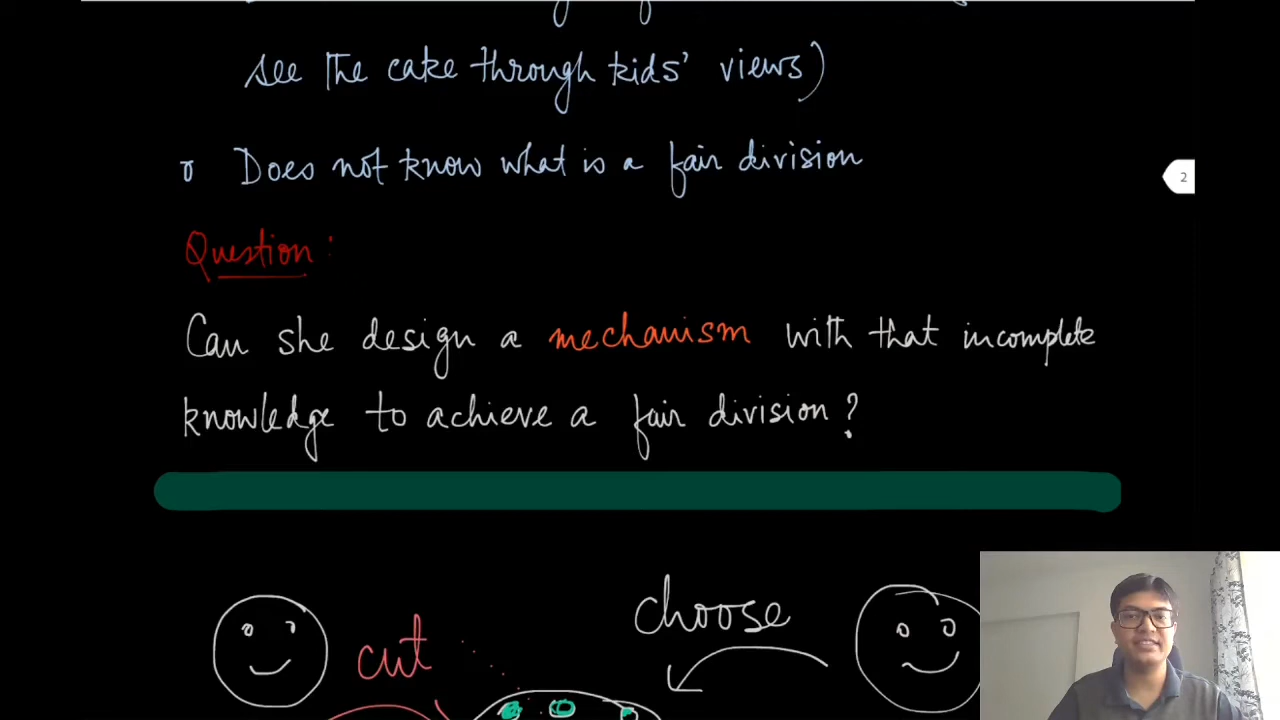 see the cake through kids' views)
Does not know what is a fair division
2
Question:
Can she design a mechanism with that incomplete
knowledge to achieve a fair division?
choose
cut